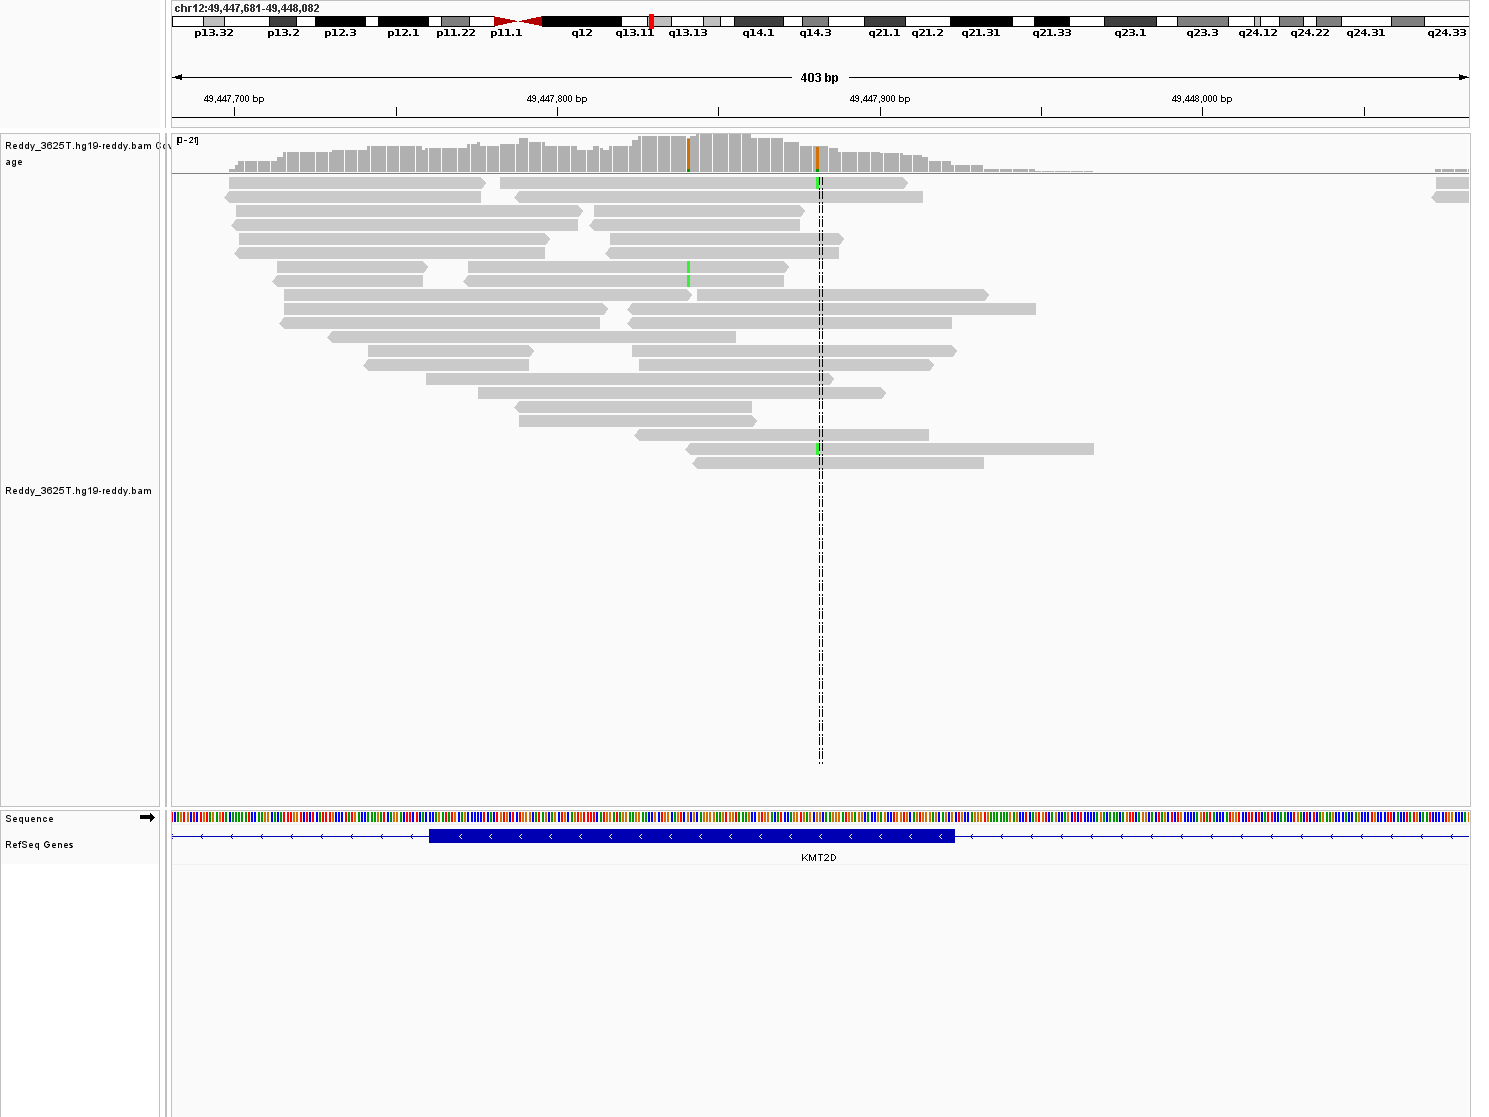 chr12:49,447,681-49,448,082
p13.32 p13.2 p12.3 p12.1 p11.22 p11.1 q12 q13.11 q13.13 q14.1 q14.3 q21.1 q21.2 q21.31 q21.33 q23.1 q23.3 q24.12 q24.22 q24.31 q24.33
403 bp
49,447,700 bp 49,447,800 bp 49,447,900 bp 49,448,000 bp
[0-21]
Reddy_3625T.hg19-reddy.bam Cov
age
Reddy_3625T.hg19-reddy.bam
Sequence
RefSeq Genes
KMT2D